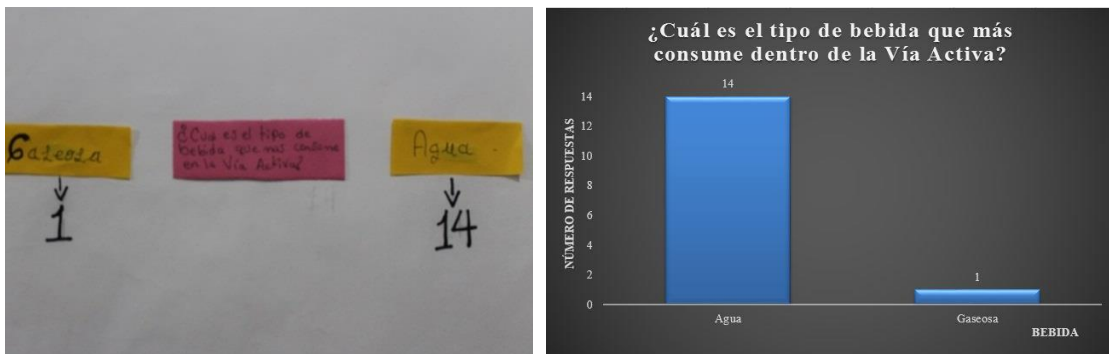 Gaseosa
¿Cuál es el tipo de
bebida que mas consume
en la Vía Activa?
Agua
1
14
¿Cuál es el tipo de bebida que más
consume dentro de la Vía Activa?
NÚMERO DE RESPUESTAS
14
12
10
8
6
4
2
0
14
1
Agua
Gaseosa
BEBIDA